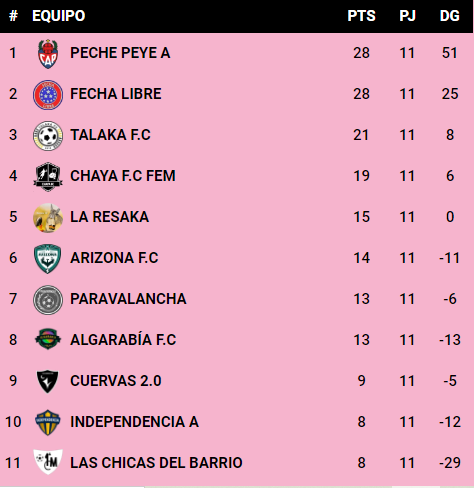 # EQUIPO PTS PJ DG
1 PECHE PEYE A 28 11 51
2 FECHA LIBRE 28 11 25
3 TALAKA F.C 21 11 8
4 CHAYA F.C FEM 19 11 6
5 LA RESAKA 15 11 0
6 ARIZONA F.C 14 11 -11
7 PARAVALANCHA 13 11 -6
8 ALGARABÍA F.C 13 11 -13
9 CUERVAS 2.0 9 11 -5
10 INDEPENDENCIA A 8 11 -12
11 LAS CHICAS DEL BARRIO 8 11 -29